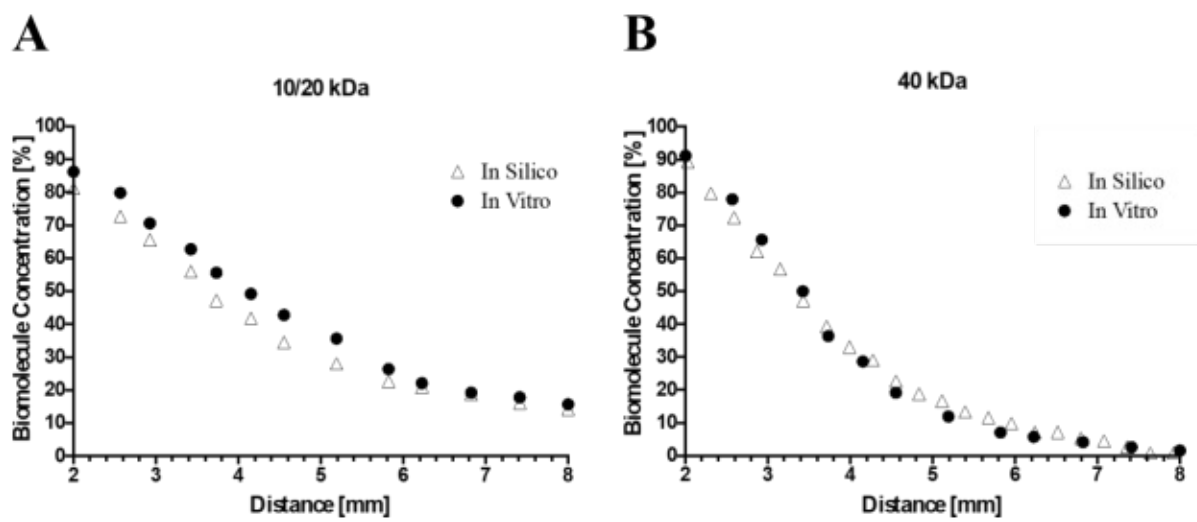 A
10/20 kDa
Biomolecule Concentration [%]
100
90
80
70
60
50
40
30
20
10
0
2 3 4 5 6 7 8
Distance [mm]
In Silico
In Vitro
B
40 kDa
Biomolecule Concentration [%]
100
90
80
70
60
50
40
30
20
10
0
2 3 4 5 6 7 8
Distance [mm]
In Silico
In Vitro